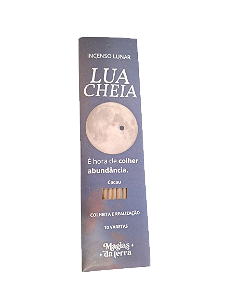 INCENSO LUNAR
LUA
CHEIA
É hora de colher
abundância.
Cacau
COLHEITA E REALIZAÇÃO
10 VARETAS
Magias
da terra